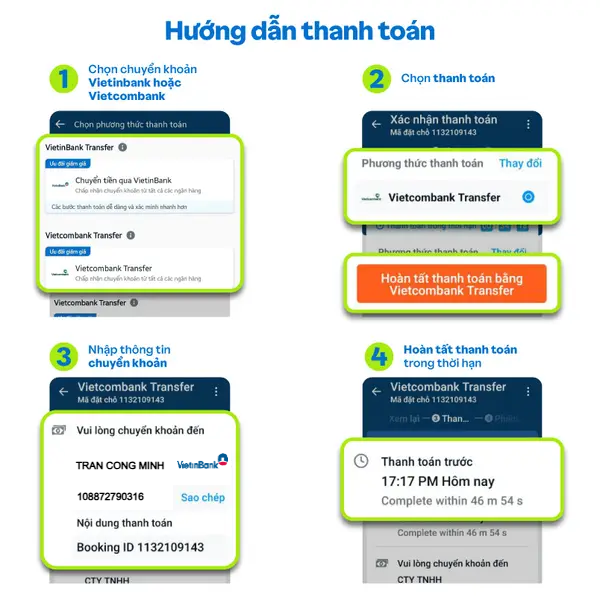 Hướng dẫn thanh toán
1
Chọn chuyển khoản
Vietinbank hoặc
Vietcombank
Chọn phương thức thanh toán
VietinBank Transfer
Ưu đãi giảm giá
VietinBank
Chuyển tiền qua VietinBank
Chấp nhận chuyển khoản từ tất cả các ngân hàng
Các bước thanh toán dễ dàng và xác minh nhanh hơn
Vietcombank Transfer
Ưu đãi giảm giá
Vietcombank Transfer
Chấp nhận chuyển khoản từ tất cả các ngân hàng
Vietcombank Transfer
2
Chọn thanh toán
Xác nhận thanh toán
Mã đặt chỗ 1132109143
Phương thức thanh toán Thay đổi
Vietcombank Transfer
Thanh toán trong thời hạn
Phương thức thanh toán Thay đổi
Hoàn tất thanh toán bằng
Vietcombank Transfer
3
Nhập thông tin
chuyển khoản
Vietcombank Transfer
Mã đặt chỗ 1132109143
Vui lòng chuyển khoản đến
TRAN CONG MINH VietinBank
108872790316 Sao chép
Nội dung thanh toán
Booking ID 1132109143
4
Hoàn tất thanh toán
trong thời hạn
Vietcombank Transfer
Mã đặt chỗ 1132109143
Xem lại 3 Than... 4
Thanh toán trước
17:17 PM Hôm nay
Complete within 46 m 54 s
Complete within 46 m 54 s
Vui lòng chuyển khoản đến
CTY TNHH